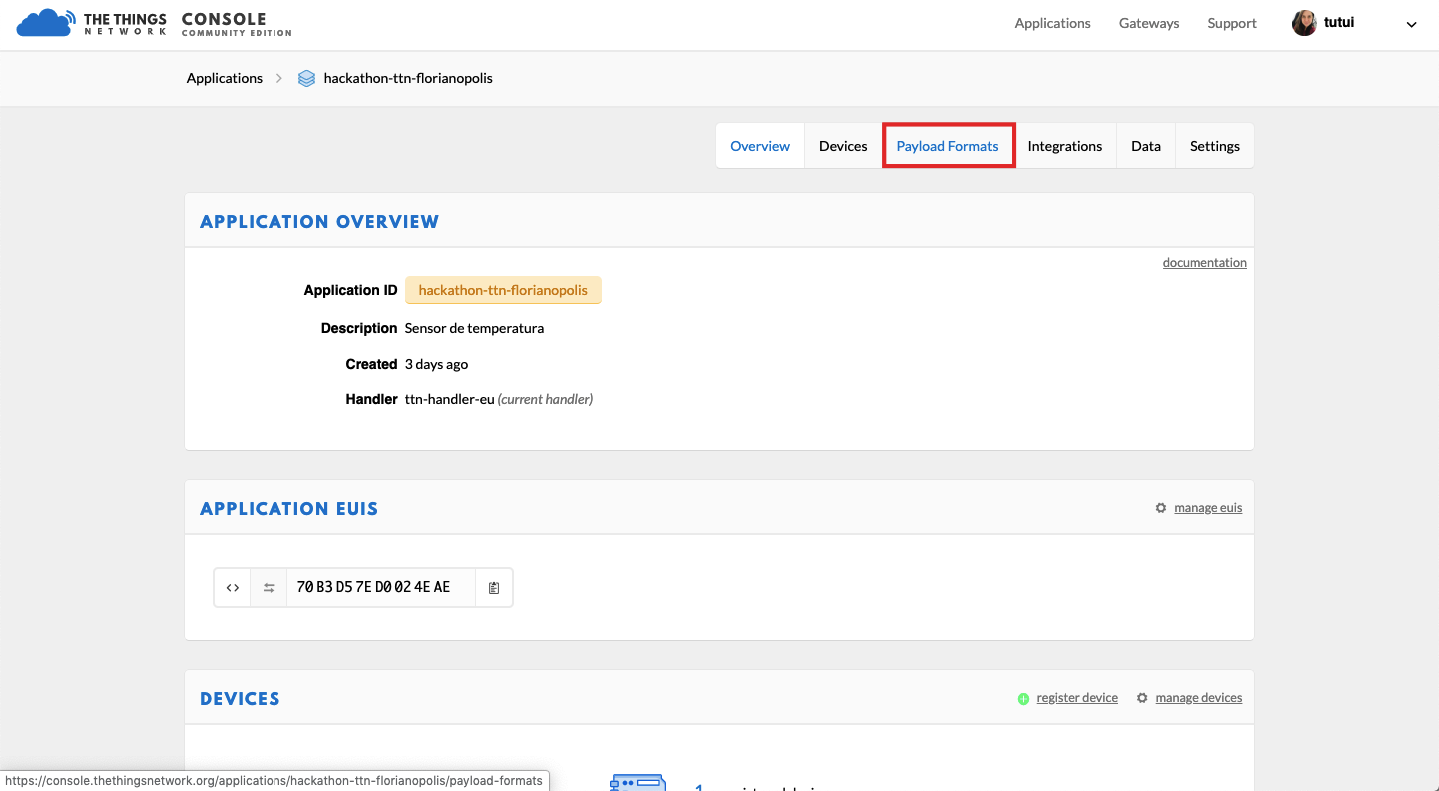 THE THINGS NETWORK CONSOLE COMMUNITY EDITION
Applications Gateways Support tutui
Applications hackathon-ttn-florianopolis
Overview Devices Payload Formats Integrations Data Settings
APPLICATION OVERVIEW
documentation
Application ID hackathon-ttn-florianopolis
Description Sensor de temperatura
Created 3 days ago
Handler ttn-handler-eu (current handler)
APPLICATION EUIS manage euis
<> 70 B3 D5 7E D0 02 4E AE
DEVICES register device manage devices
https://console.thethingsnetwork.org/applications/hackathon-ttn-florianopolis/payload-formats